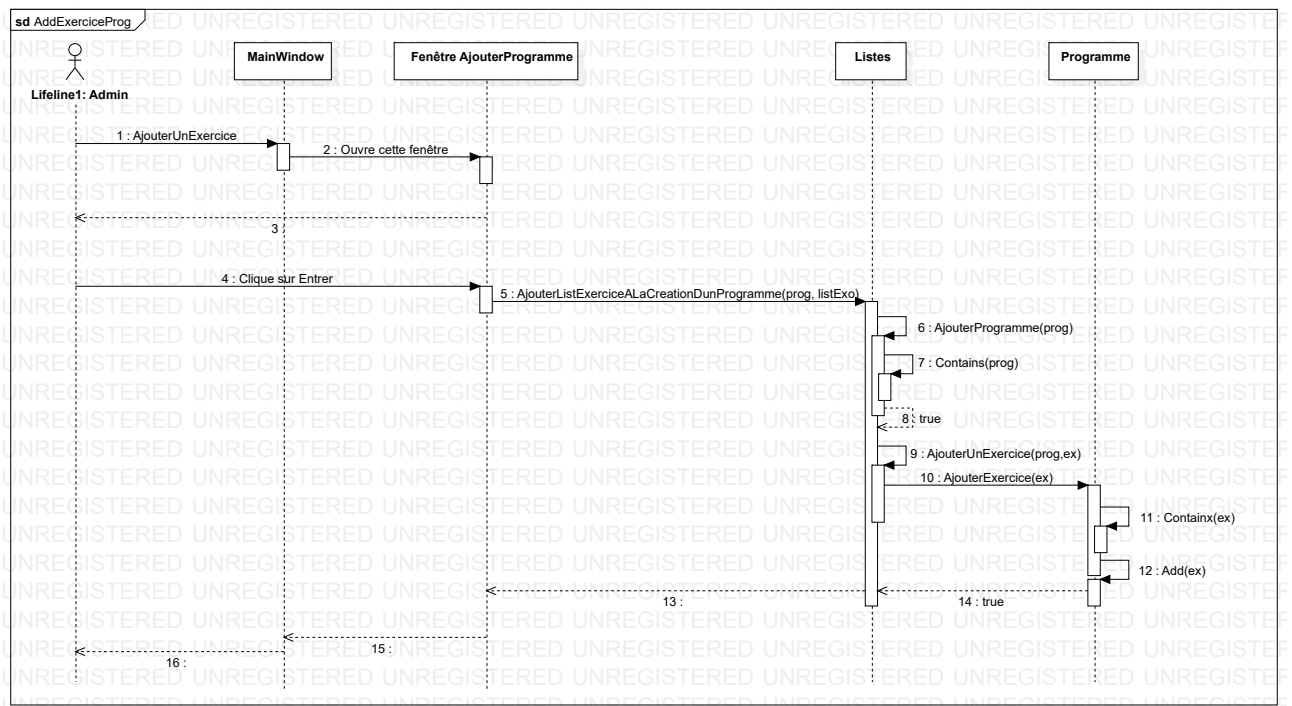 sd AddExerciceProg
MainWindow
Fenêtre AjouterProgramme
Listes
Programme
Lifeline1: Admin
1 : AjouterUnExercice
2 : Ouvre cette fenêtre
3 :
4 : Clique sur Entrer
5 : AjouterListExerciceALaCreationDunProgramme(prog, listExo)
6 : AjouterProgramme(prog)
7 : Contains(prog)
8 : true
9 : AjouterUnExercice(prog,ex)
10 : AjouterExercice(ex)
11 : Containx(ex)
12 : Add(ex)
13 :
14 : true
15 :
16 :
UNREGISTERED